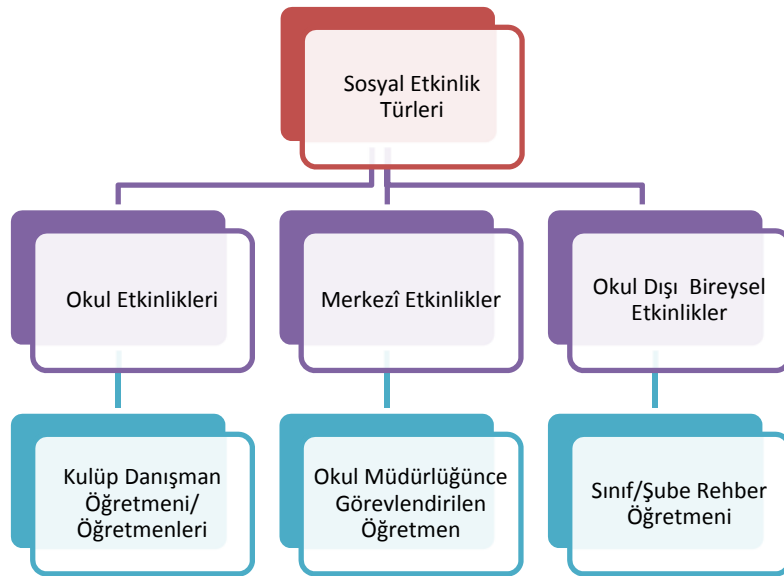 Sosyal Etkinlik
Türleri
Okul Etkinlikleri
Merkezî Etkinlikler
Okul Dışı Bireysel
Etkinlikler
Kulüp Danışman
Öğretmeni/
Öğretmenleri
Okul Müdürlüğünce
Görevlendirilen
Öğretmen
Sınıf/Şube Rehber
Öğretmeni